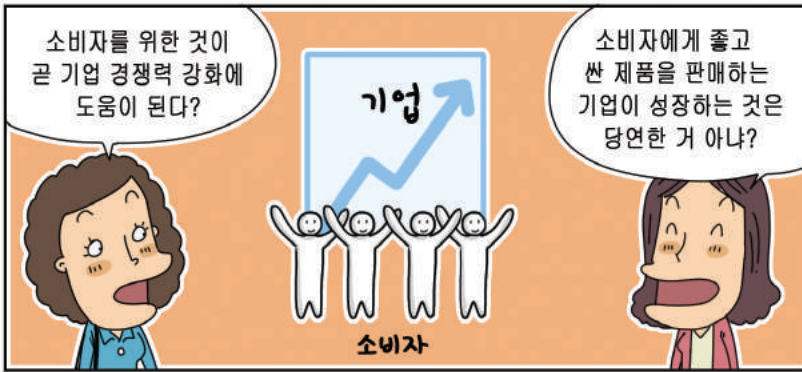 소비자를 위한 것이
곧 기업 경쟁력 강화에
도움이 된다?
기업
소비자
소비자에게 좋고
싼 제품을 판매하는
기업이 성장하는 것은
당연한 거 아냐?